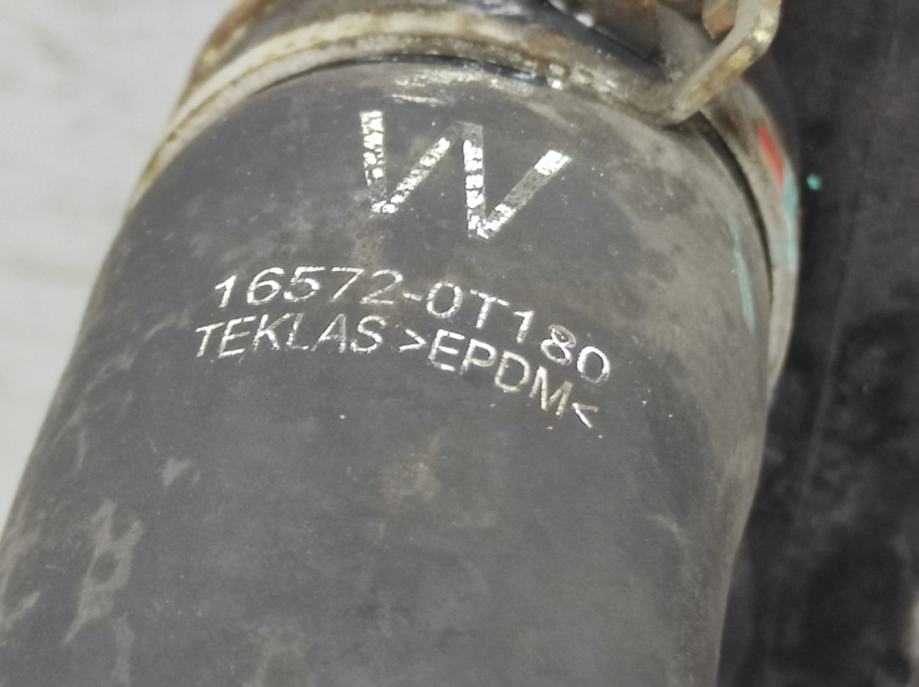 W
16572-0T180
TEKLAS >EPDM<